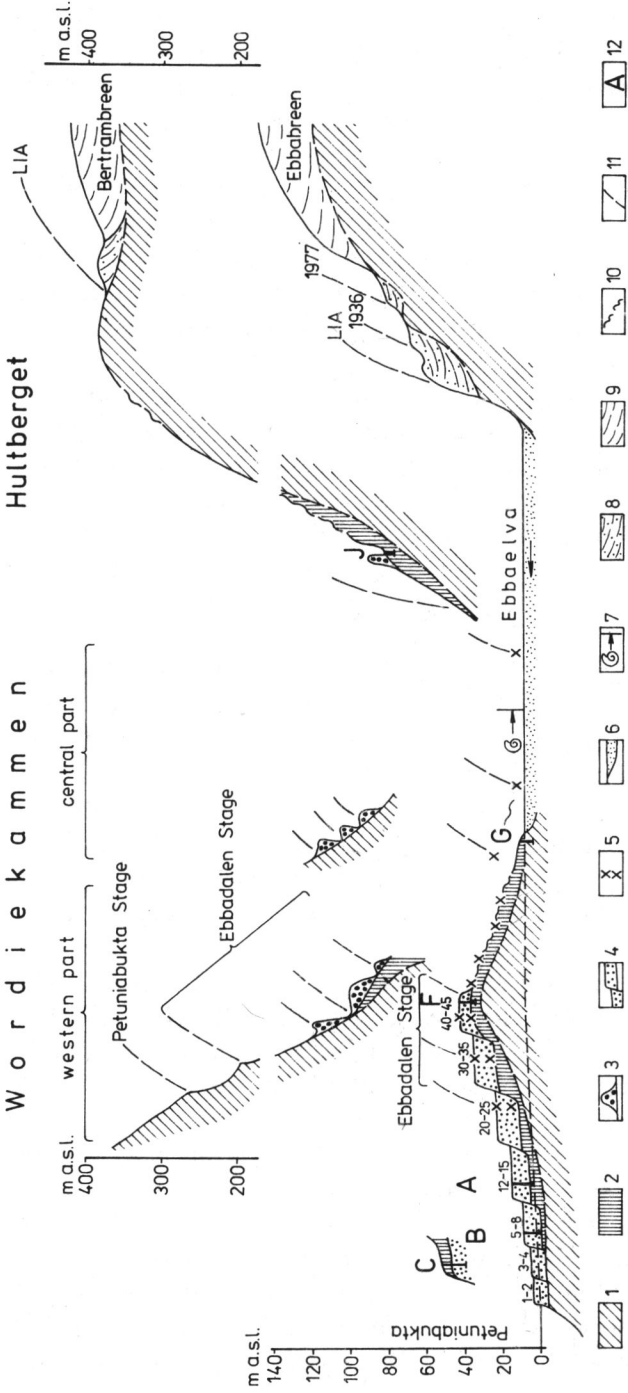 Wordiekammen
Hultberget
western part
central part
m a.s.l.
400
300
200
Petuniabukta Stage
Ebbadalen Stage
LIA
Bertrambreen
m a.s.l.
400
300
200
J
LIA
1936
1977
Ebbabreen
m a.s.l.
140
120
100
80
60
40
20
0
Petuniabukta
C
B
A
Ebbadalen Stage
F
G
1-2
3-4
5-8
12-15
20-25
30-35
40-45
Ebbaelva
1
2
3
4
5
6
7
8
9
10
11
A
12